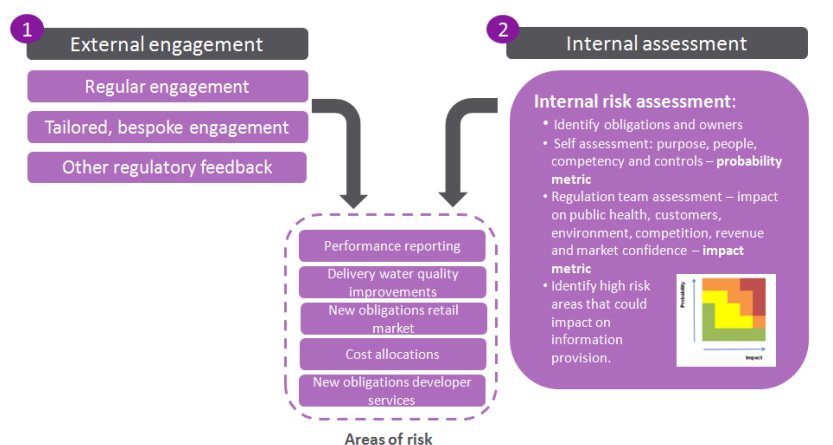 1
External engagement
Regular engagement
Tailored, bespoke engagement
Other regulatory feedback
2
Internal assessment
Internal risk assessment:
• Identify obligations and owners
• Self assessment: purpose, people,
competency and controls – probability
metric
• Regulation team assessment – impact
on public health, customers,
environment, competition, revenue
and market confidence – impact
metric
• Identify high risk
areas that could
impact on
information
provision.
Probability
Impact
Performance reporting
Delivery water quality
improvements
New obligations retail
market
Cost allocations
New obligations developer
services
Areas of risk